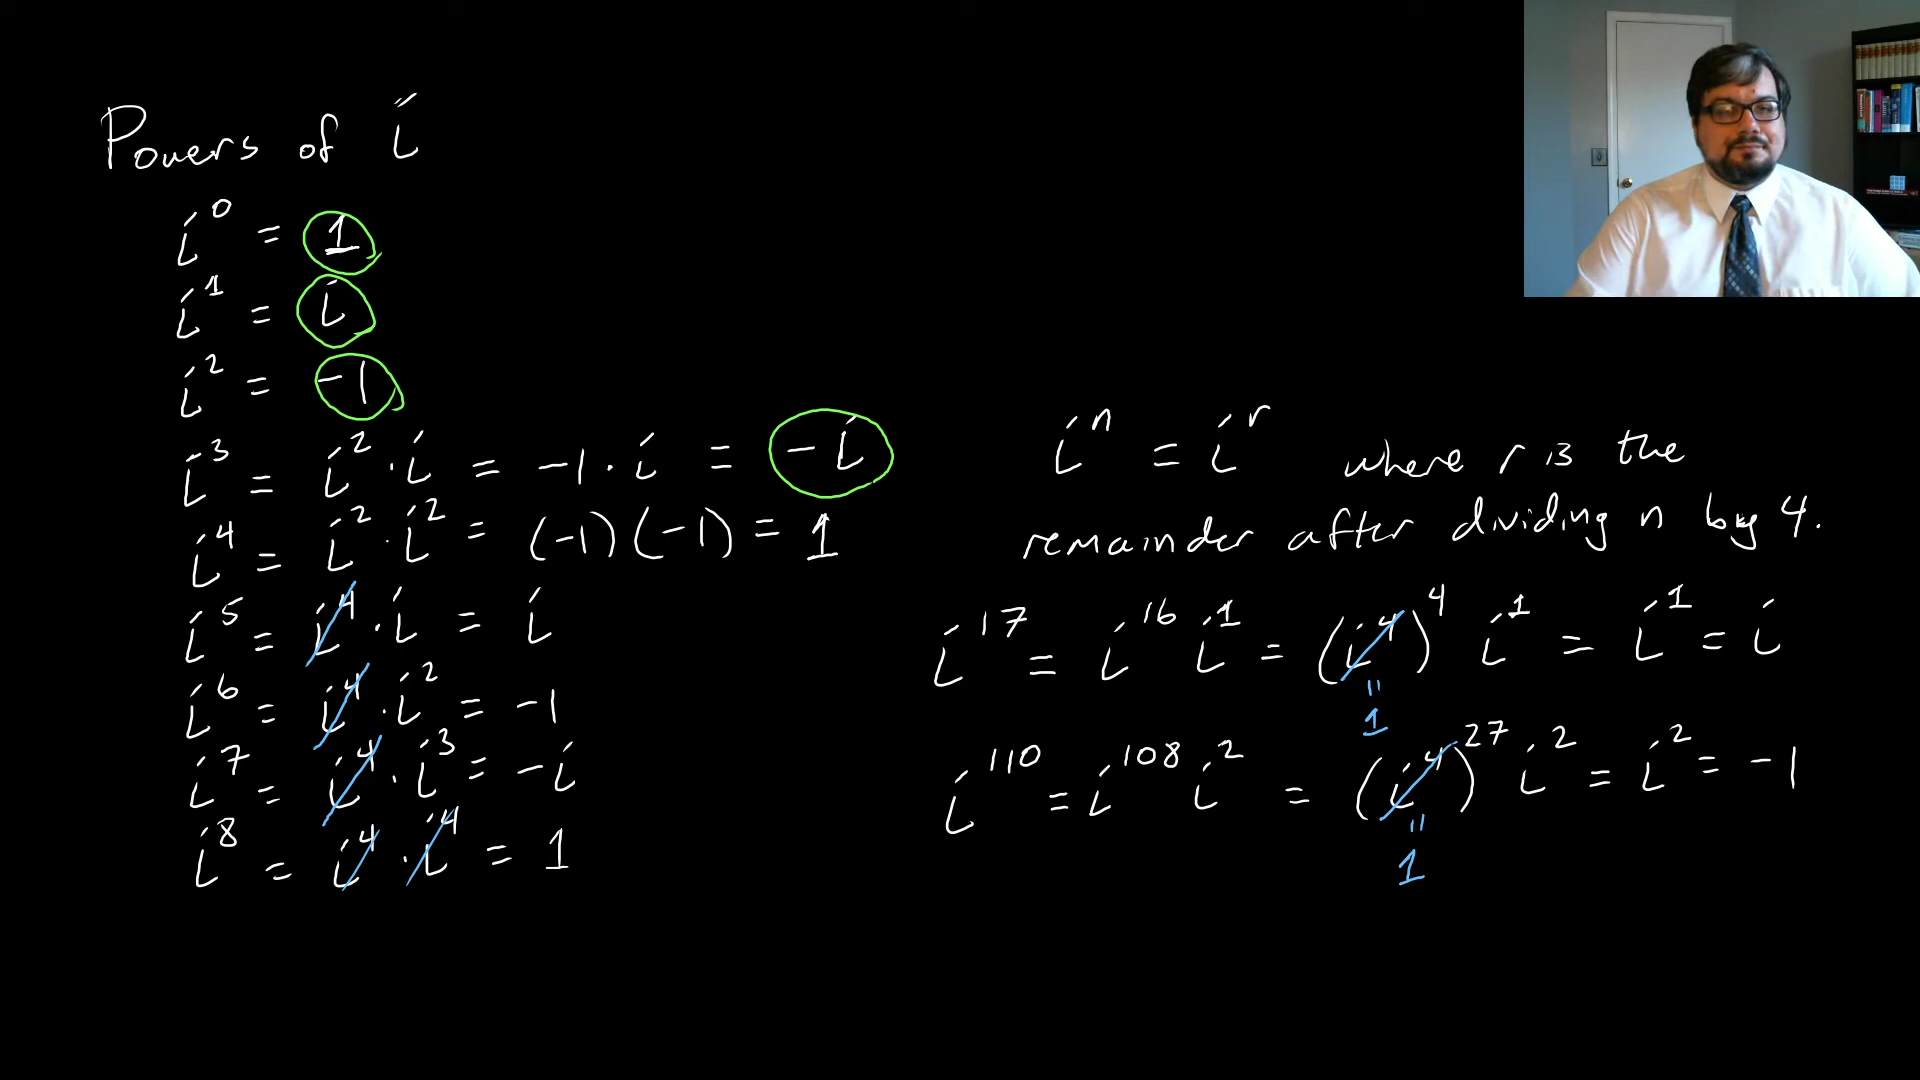 Powers of i
i⁰ = 1
i¹ = i
i² = -1
i³ = i² · i = -1 · i = -i
i⁴ = i² · i² = (-1)(-1) = 1
i⁵ = i⁴ · i = i
i⁶ = i⁴ · i² = -1
i⁷ = i⁴ · i³ = -i
i⁸ = i⁴ · i⁴ = 1
iⁿ = iʳ where r is the
remainder after dividing n by 4.
i¹⁷ = i¹⁶ i¹ = (i⁴)⁴ i¹ = i¹ = i
"
1
i¹¹⁰ = i¹⁰⁸ i² = (i⁴)²⁷ i² = i² = -1
"
1